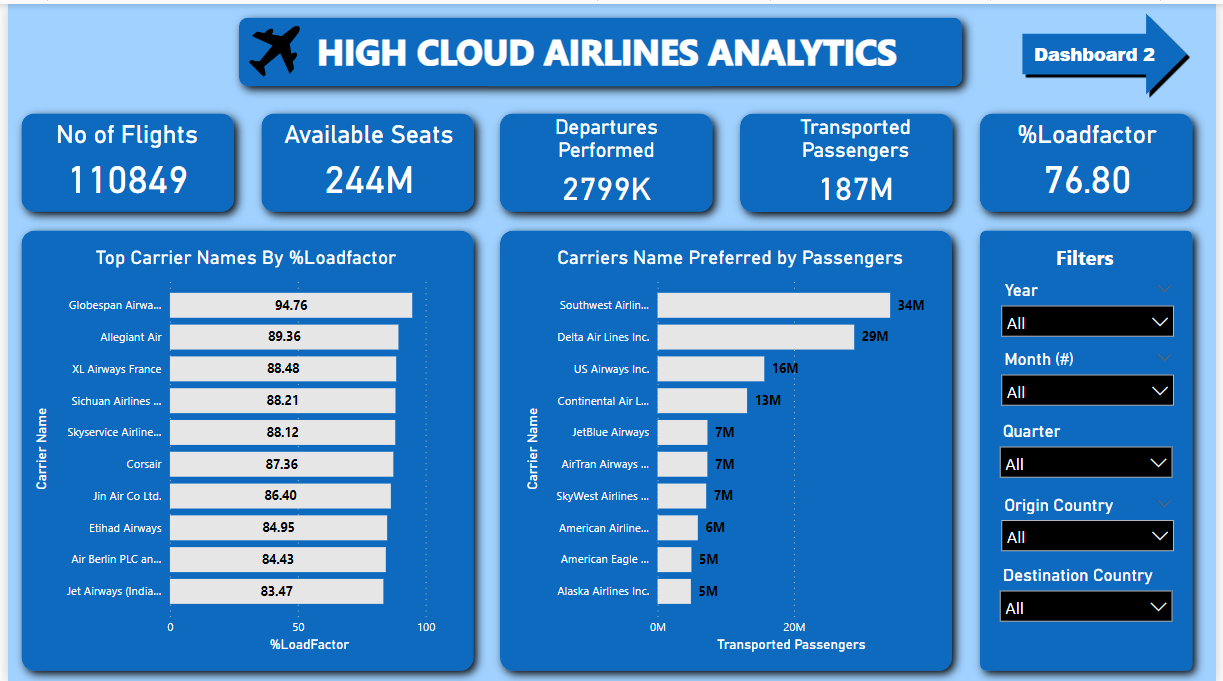 HIGH CLOUD AIRLINES ANALYTICS
Dashboard 2
No of Flights
110849
Available Seats
244M
Departures
Performed
2799K
Transported
Passengers
187M
%Loadfactor
76.80
Top Carrier Names By %Loadfactor
Carrier Name
Globespan Airwa... 94.76
Allegiant Air 89.36
XL Airways France 88.48
Sichuan Airlines ... 88.21
Skyservice Airline... 88.12
Corsair 87.36
Jin Air Co Ltd. 86.40
Etihad Airways 84.95
Air Berlin PLC an... 84.43
Jet Airways (India... 83.47
0 50 100
%LoadFactor
Carriers Name Preferred by Passengers
Carrier Name
Southwest Airlin... 34M
Delta Air Lines Inc. 29M
US Airways Inc. 16M
Continental Air L... 13M
JetBlue Airways 7M
AirTran Airways ... 7M
SkyWest Airlines ... 7M
American Airline... 6M
American Eagle ... 5M
Alaska Airlines Inc. 5M
0M 20M
Transported Passengers
Filters
Year
All
Month (#)
All
Quarter
All
Origin Country
All
Destination Country
All